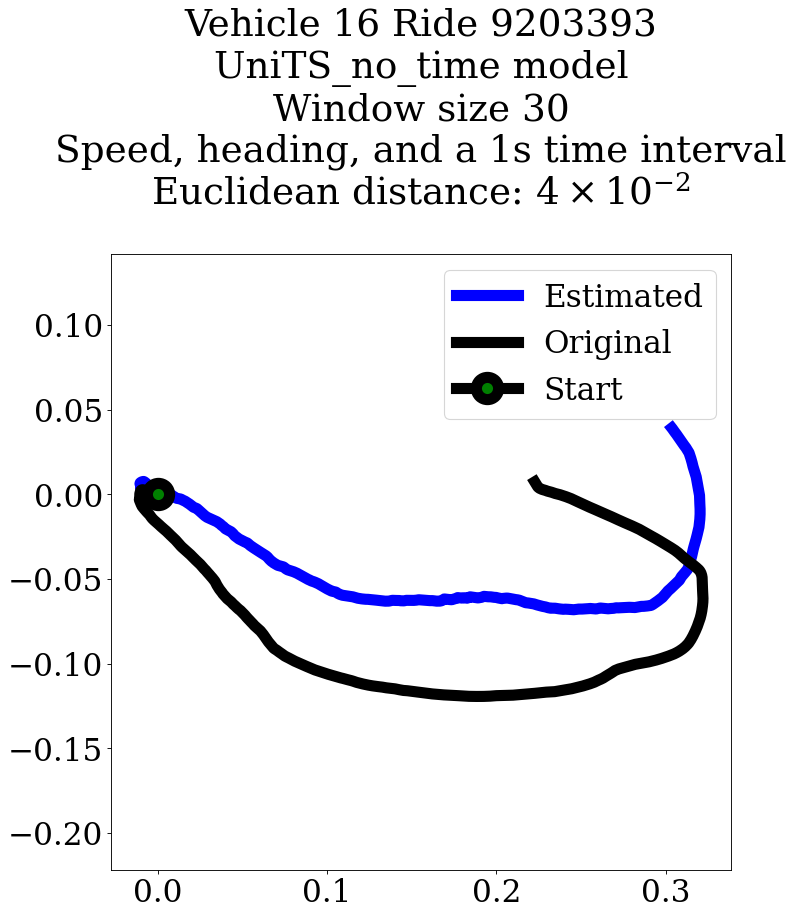 Vehicle 16 Ride 9203393
UniTS_no_time model
Window size 30
Speed, heading, and a 1s time interval
Euclidean distance: 4 × 10⁻²
Estimated
Original
Start
0.10
0.05
0.00
−0.05
−0.10
−0.15
−0.20
0.0 0.1 0.2 0.3